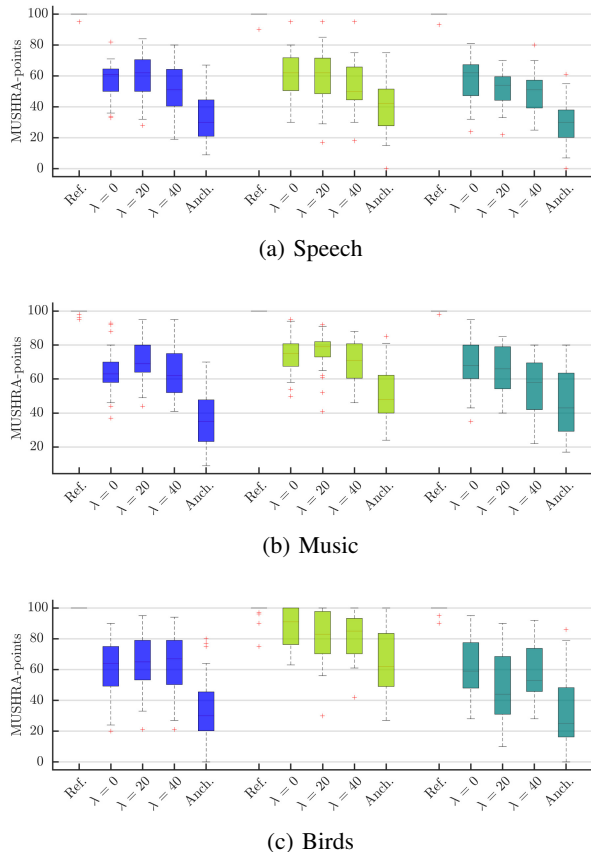 100
80
60
40
20
0
MUSHRA-points
Ref. λ = 0 λ = 20 λ = 40 Anch. Ref. λ = 0 λ = 20 λ = 40 Anch. Ref. λ = 0 λ = 20 λ = 40 Anch.
(a) Speech
100
80
60
40
20
MUSHRA-points
Ref. λ = 0 λ = 20 λ = 40 Anch. Ref. λ = 0 λ = 20 λ = 40 Anch. Ref. λ = 0 λ = 20 λ = 40 Anch.
(b) Music
100
80
60
40
20
0
MUSHRA-points
Ref. λ = 0 λ = 20 λ = 40 Anch. Ref. λ = 0 λ = 20 λ = 40 Anch. Ref. λ = 0 λ = 20 λ = 40 Anch.
(c) Birds